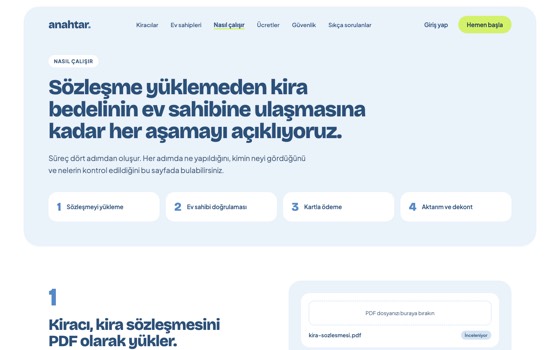 anahtar.
Kiracılar Ev sahipleri Nasıl çalışır Ücretler Güvenlik Sıkça sorulanlar Giriş yap Hemen başla
NASIL ÇALIŞIR
Sözleşme yüklemeden kira
bedelinin ev sahibine ulaşmasına
kadar her aşamayı açıklıyoruz.
Süreç dört adımdan oluşur. Her adımda ne yapıldığını, kimin neyi gördüğünü
ve nelerin kontrol edildiğini bu sayfada bulabilirsiniz.
1 Sözleşmeyi yükleme
2 Ev sahibi doğrulaması
3 Kartla ödeme
4 Aktarım ve dekont
1
Kiracı, kira sözleşmesini
PDF olarak yükler.
PDF dosyanızı buraya bırakın
kira-sozlesmesi.pdf
İnceleniyor